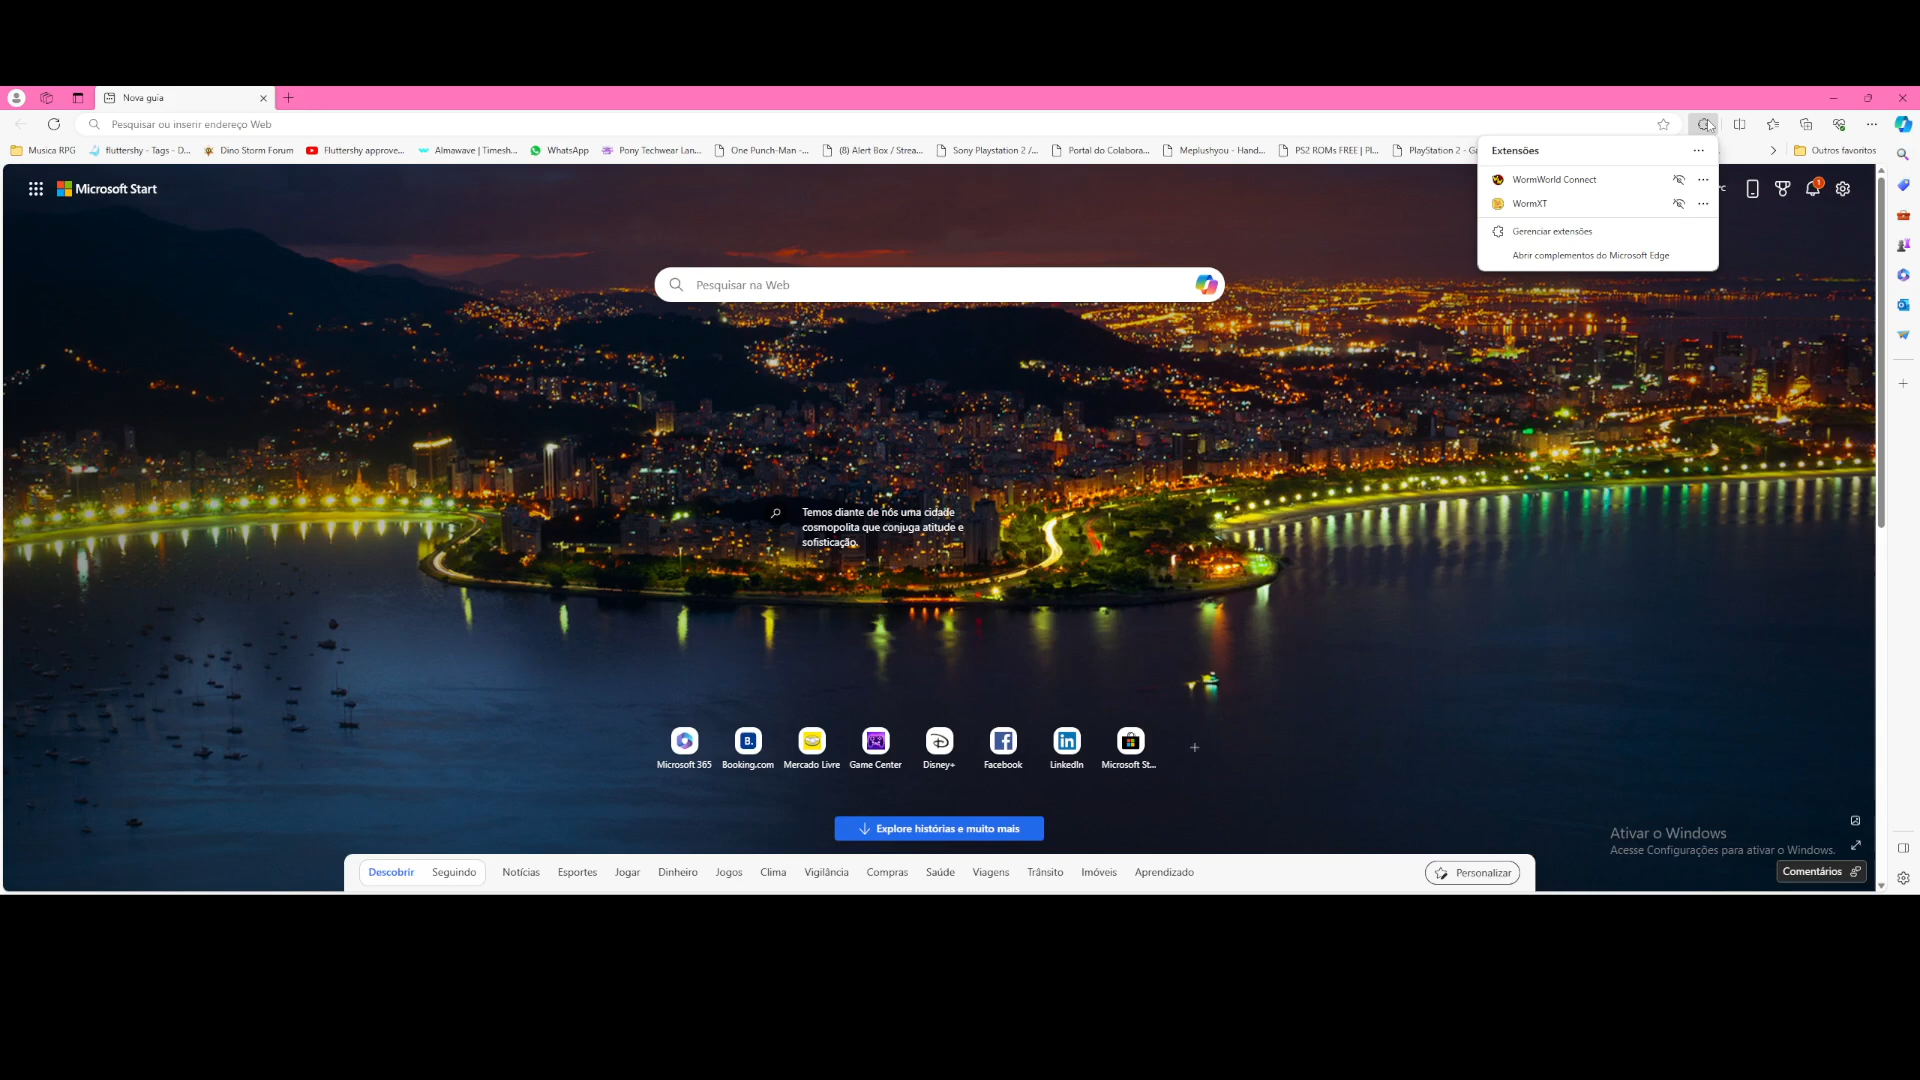 Nova guia
Pesquisar ou inserir endereço Web
Musica RPG
fluttershy - Tags - D...
Dino Storm Forum
Fluttershy approve...
Almawave | Timesh...
WhatsApp
Pony Techwear Lan...
One Punch-Man -...
(8) Alert Box / Strea...
Sony Playstation 2 /...
Portal do Colabora...
Meplushyou - Hand...
PS2 ROMs FREE | Pl...
PlayStation 2 - Ga
Outros favoritos
Extensões
WormWorld Connect
WormXT
Gerenciar extensões
Abrir complementos do Microsoft Edge
Microsoft Start
°C
1
Pesquisar na Web
Temos diante de nós uma cidade
cosmopolita que conjuga atitude e
sofisticação.
Microsoft 365
Booking.com
Mercado Livre
Game Center
Disney+
Facebook
LinkedIn
Microsoft St...
Explore histórias e muito mais
Ativar o Windows
Acesse Configurações para ativar o Windows.
Comentários
Descobrir
Seguindo
Notícias
Esportes
Jogar
Dinheiro
Jogos
Clima
Vigilância
Compras
Saúde
Viagens
Trânsito
Imóveis
Aprendizado
Personalizar